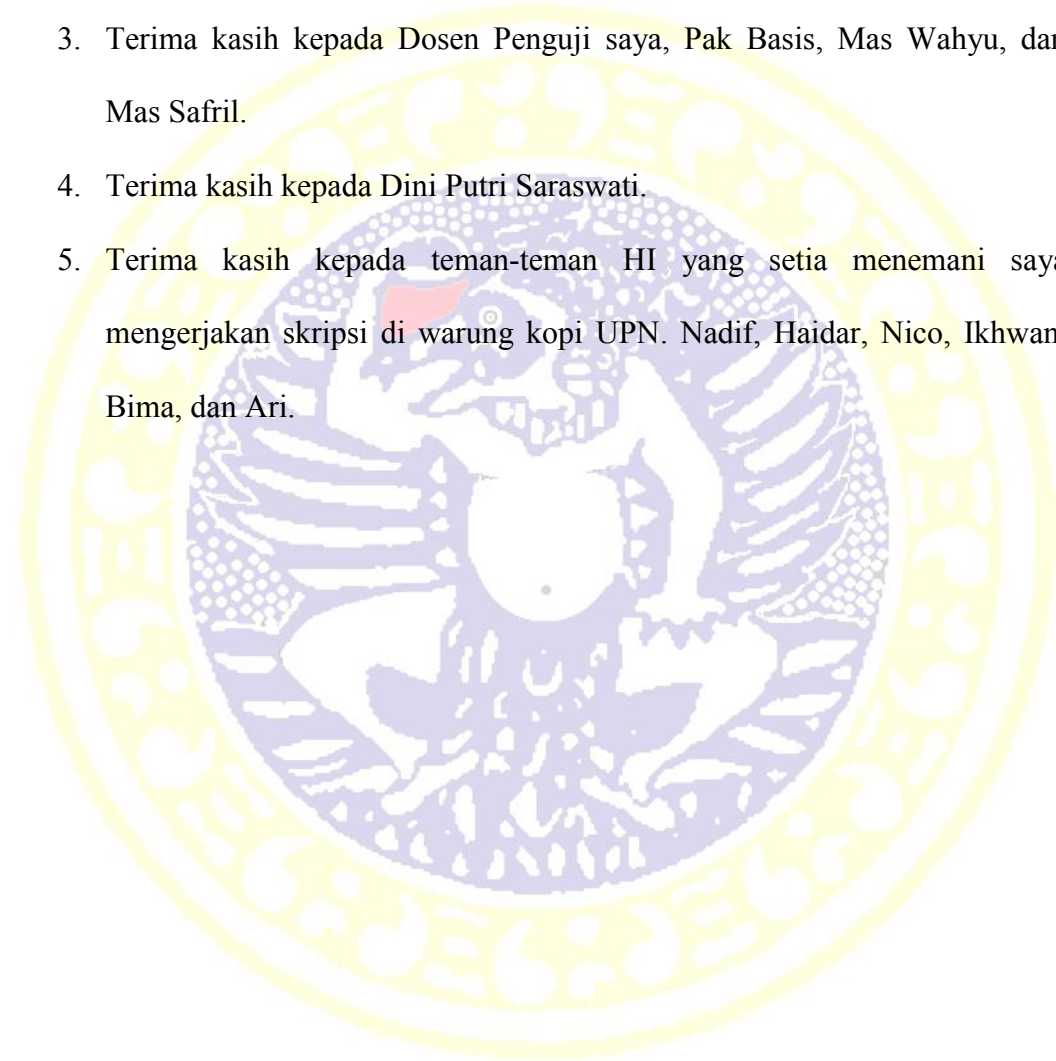 3. Terima kasih kepada Dosen Penguji saya, Pak Basis, Mas Wahyu, dan
Mas Safril.
4. Terima kasih kepada Dini Putri Saraswati.
5. Terima kasih kepada teman-teman HI yang setia menemani saya
mengerjakan skripsi di warung kopi UPN. Nadif, Haidar, Nico, Ikhwan
Bima, dan Ari.